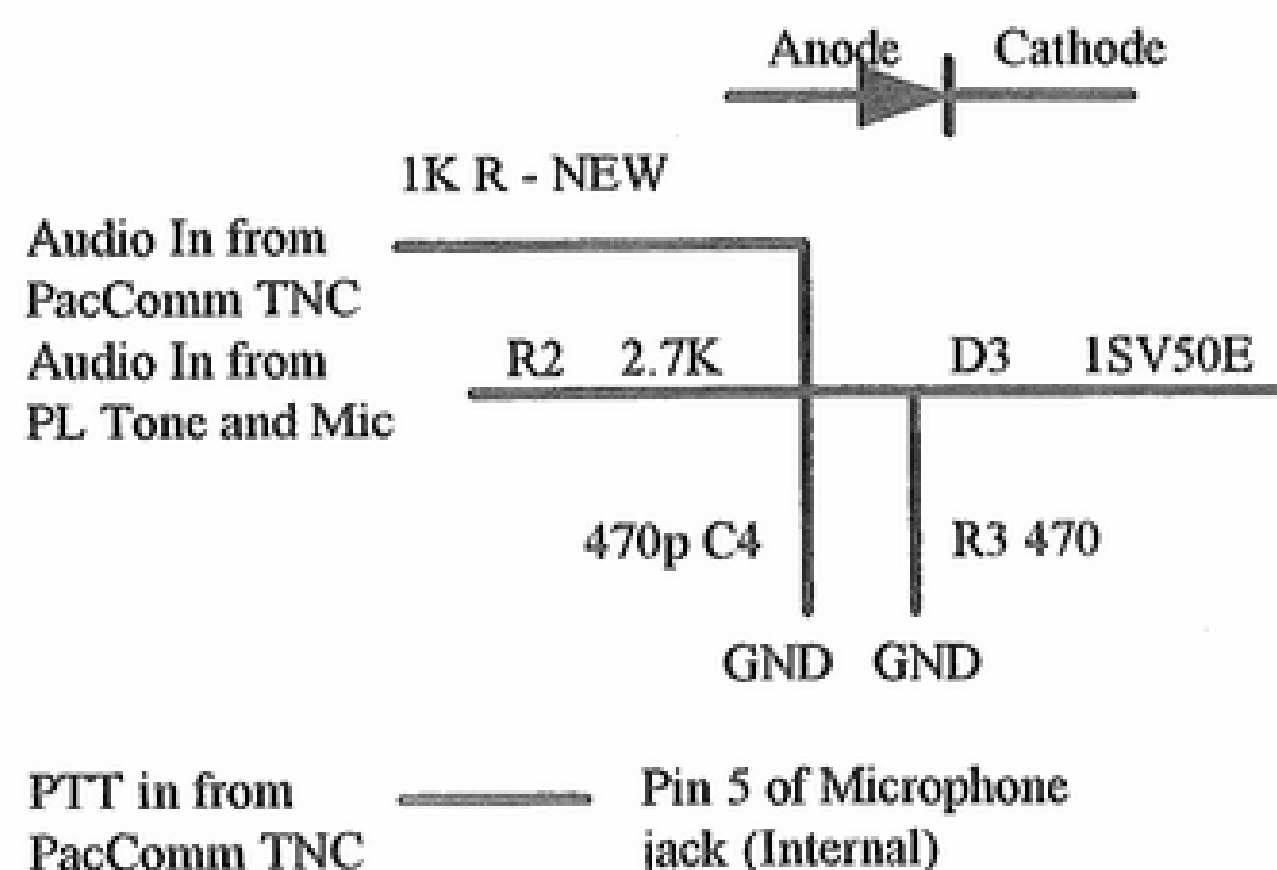 Anode Cathode
1K R - NEW
Audio In from
PacComm TNC
Audio In from
PL Tone and Mic
R2 2.7K D3 1SV50E
470p C4 R3 470
GND GND
PTT in from Pin 5 of Microphone
PacComm TNC jack (Internal)